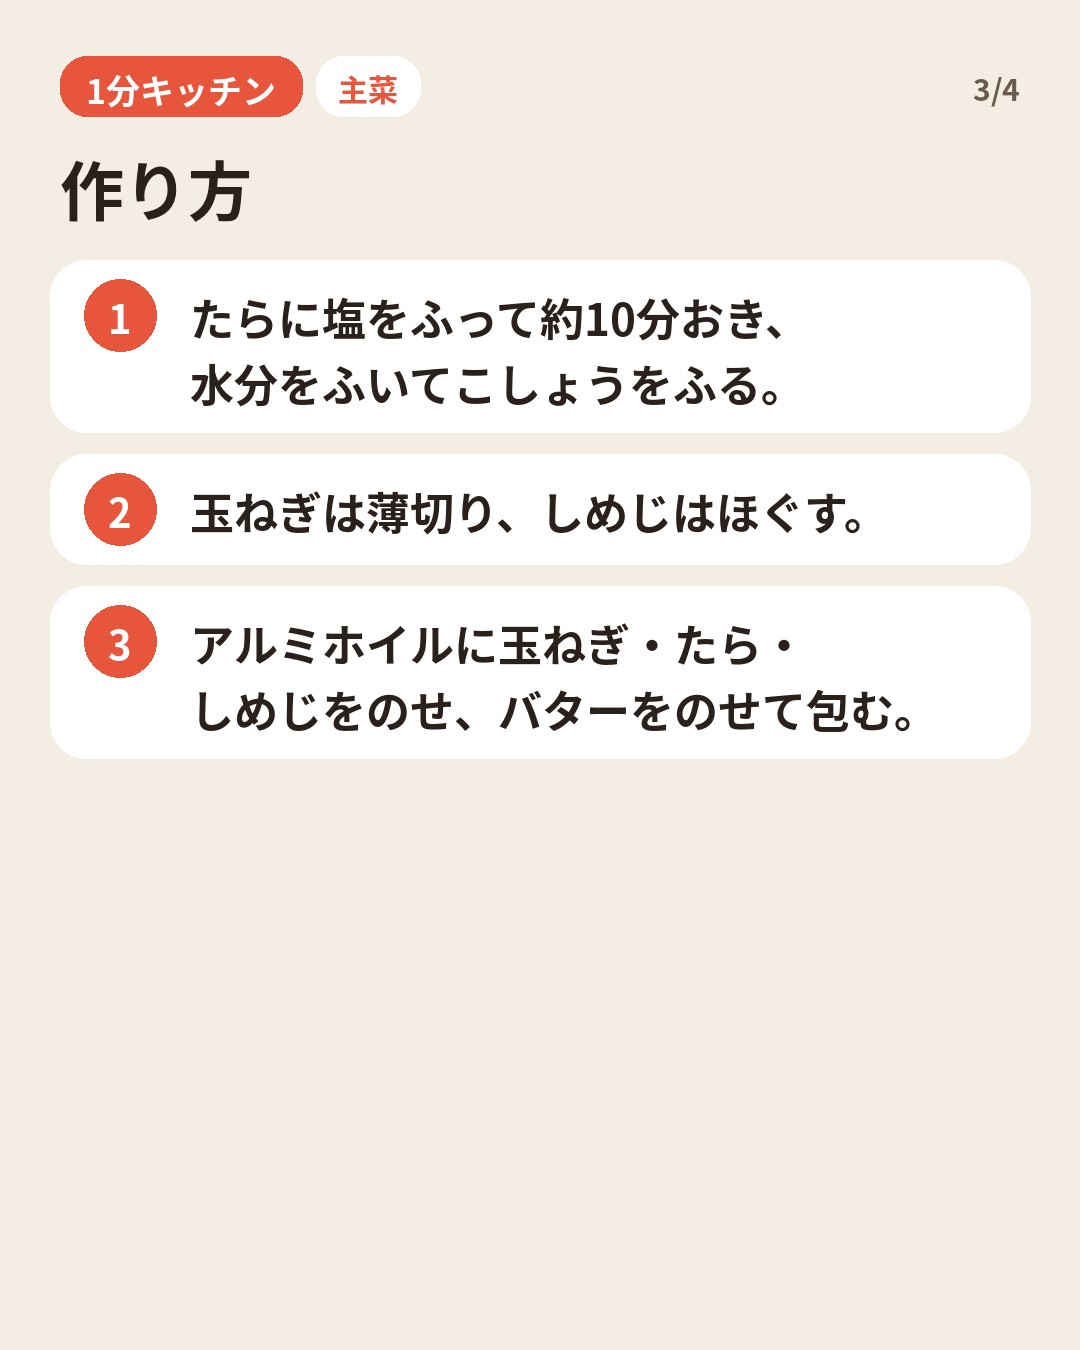 1分キッチン 主菜 3/4
作り方
1 たらに塩をふって約10分おき、
水分をふいてこしょうをふる。
2 玉ねぎは薄切り、しめじはほぐす。
3 アルミホイルに玉ねぎ・たら・
しめじをのせ、バターをのせて包む。